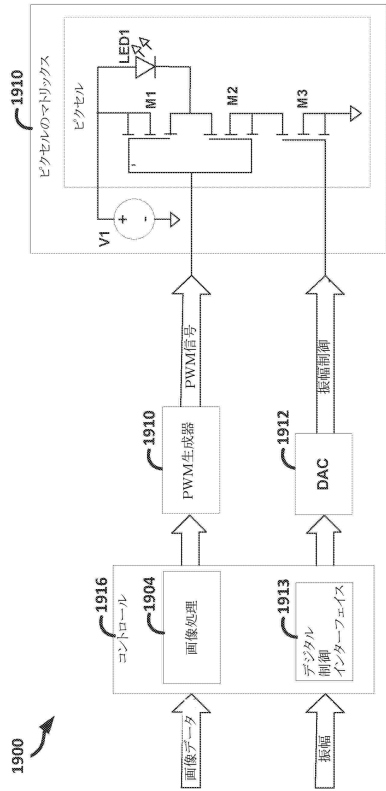 1900
画像データ
振幅
1916
コントロール
1904
画像処理
1913
デジタル
制御
インターフェイス
1910
PWM生成器
1912
DAC
PWM信号
振幅制御
1910
ピクセルのマトリックス
ピクセル
V1
+
-
LED1
M1
M2
M3